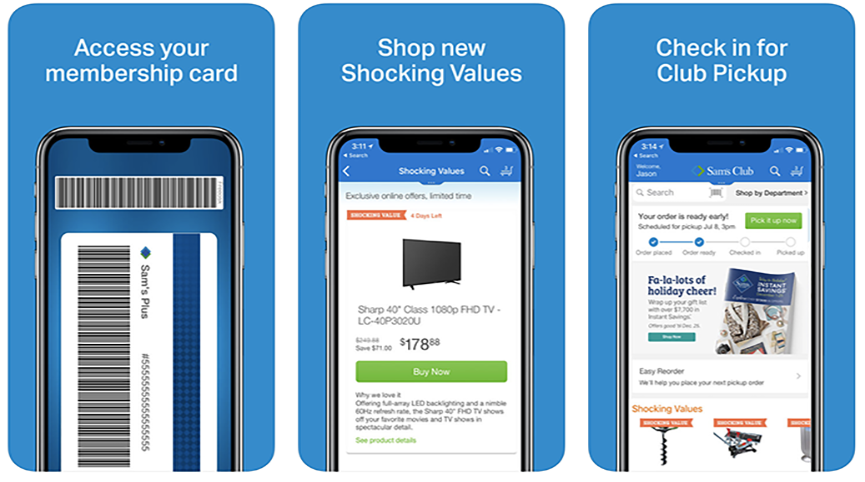 Access your
membership card
Sam's Plus
#5555555555555555
Shop new
Shocking Values
3:11
Search
Shocking Values
Exclusive online offers, limited time
SHOCKING VALUE 4 Days Left
Sharp 40" Class 1080p FHD TV -
LC-40P3020U
$249.88
Save $71.00
$178.88
Buy Now
Why we love it
Offering full-array LED backlighting and a nimble
60Hz refresh rate, the Sharp 40" FHD TV shows
off your favorite movies and TV shows in
spectacular detail.
See product details
Check in for
Club Pickup
3:14
Search
Welcome,
Jason
Sam's Club
Search
Shop by Department
Your order is ready early!
Scheduled for pickup Jul 8, 3pm
Pick it up now
Order placed Order ready Checked in Picked up
Fa-la-lots of
holiday cheer!
Wrap up your gift list
with over $7,700 in
Instant Savings.
Offers good til Dec. 26.
Shop Now
INSTANT
SAVINGS
Easy Reorder
We'll help you place your next pickup order
Shocking Values
SHOCKING VALUE SHOCKING VALUE SHOCKING